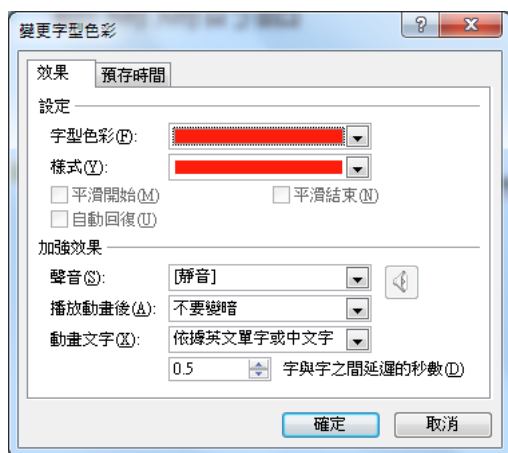 變更字型色彩
效果 預存時間
設定
字型色彩(F):
樣式(Y):
平滑開始(M) 平滑結束(N)
自動回復(U)
加強效果
聲音(S): [靜音]
播放動畫後(A): 不要變暗
動畫文字(X): 依據英文單字或中文字
0.5 字與字之間延遲的秒數(D)
確定 取消